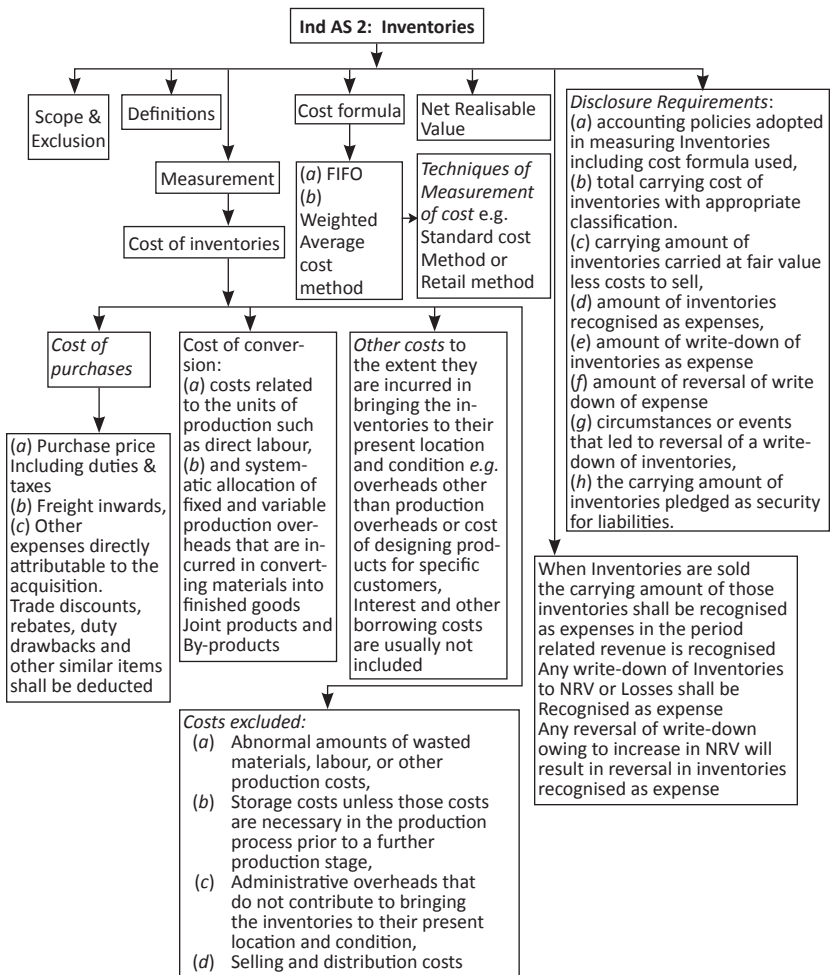 Ind AS 2: Inventories
Scope &
Exclusion
Definitions
Measurement
Cost of inventories
Cost formula
(a) FIFO
(b)
Weighted
Average
cost
method
Net Realisable
Value
Techniques of
Measurement
of cost e.g.
Standard cost
Method or
Retail method
Disclosure Requirements:
(a) accounting policies adopted
in measuring Inventories
including cost formula used,
(b) total carrying cost of
inventories with appropriate
classification.
(c) carrying amount of
inventories carried at fair value
less costs to sell,
(d) amount of inventories
recognised as expenses,
(e) amount of write-down of
inventories as expense
(f) amount of reversal of write
down of expense
(g) circumstances or events
that led to reversal of a write-
down of inventories,
(h) the carrying amount of
inventories pledged as security
for liabilities.
Cost of
purchases
(a) Purchase price
Including duties &
taxes
(b) Freight inwards,
(c) Other
expenses directly
attributable to the
acquisition.
Trade discounts,
rebates, duty
drawbacks and
other similar items
shall be deducted
Cost of conver-
sion:
(a) costs related
to the units of
production such
as direct labour,
(b) and system-
atic allocation of
fixed and variable
production over-
heads that are in-
curred in convert-
ing materials into
finished goods
Joint products and
By-products
Other costs to
the extent they
are incurred in
bringing the in-
ventories to their
present location
and condition e.g.
overheads other
than production
overheads or cost
of designing prod-
ucts for specific
customers,
Interest and other
borrowing costs
are usually not
included
When Inventories are sold
the carrying amount of those
inventories shall be recognised
as expenses in the period
related revenue is recognised
Any write-down of Inventories
to NRV or Losses shall be
Recognised as expense
Any reversal of write-down
owing to increase in NRV will
result in reversal in inventories
recognised as expense
Costs excluded:
(a) Abnormal amounts of wasted
materials, labour, or other
production costs,
(b) Storage costs unless those costs
are necessary in the production
process prior to a further
production stage,
(c) Administrative overheads that
do not contribute to bringing
the inventories to their present
location and condition,
(d) Selling and distribution costs